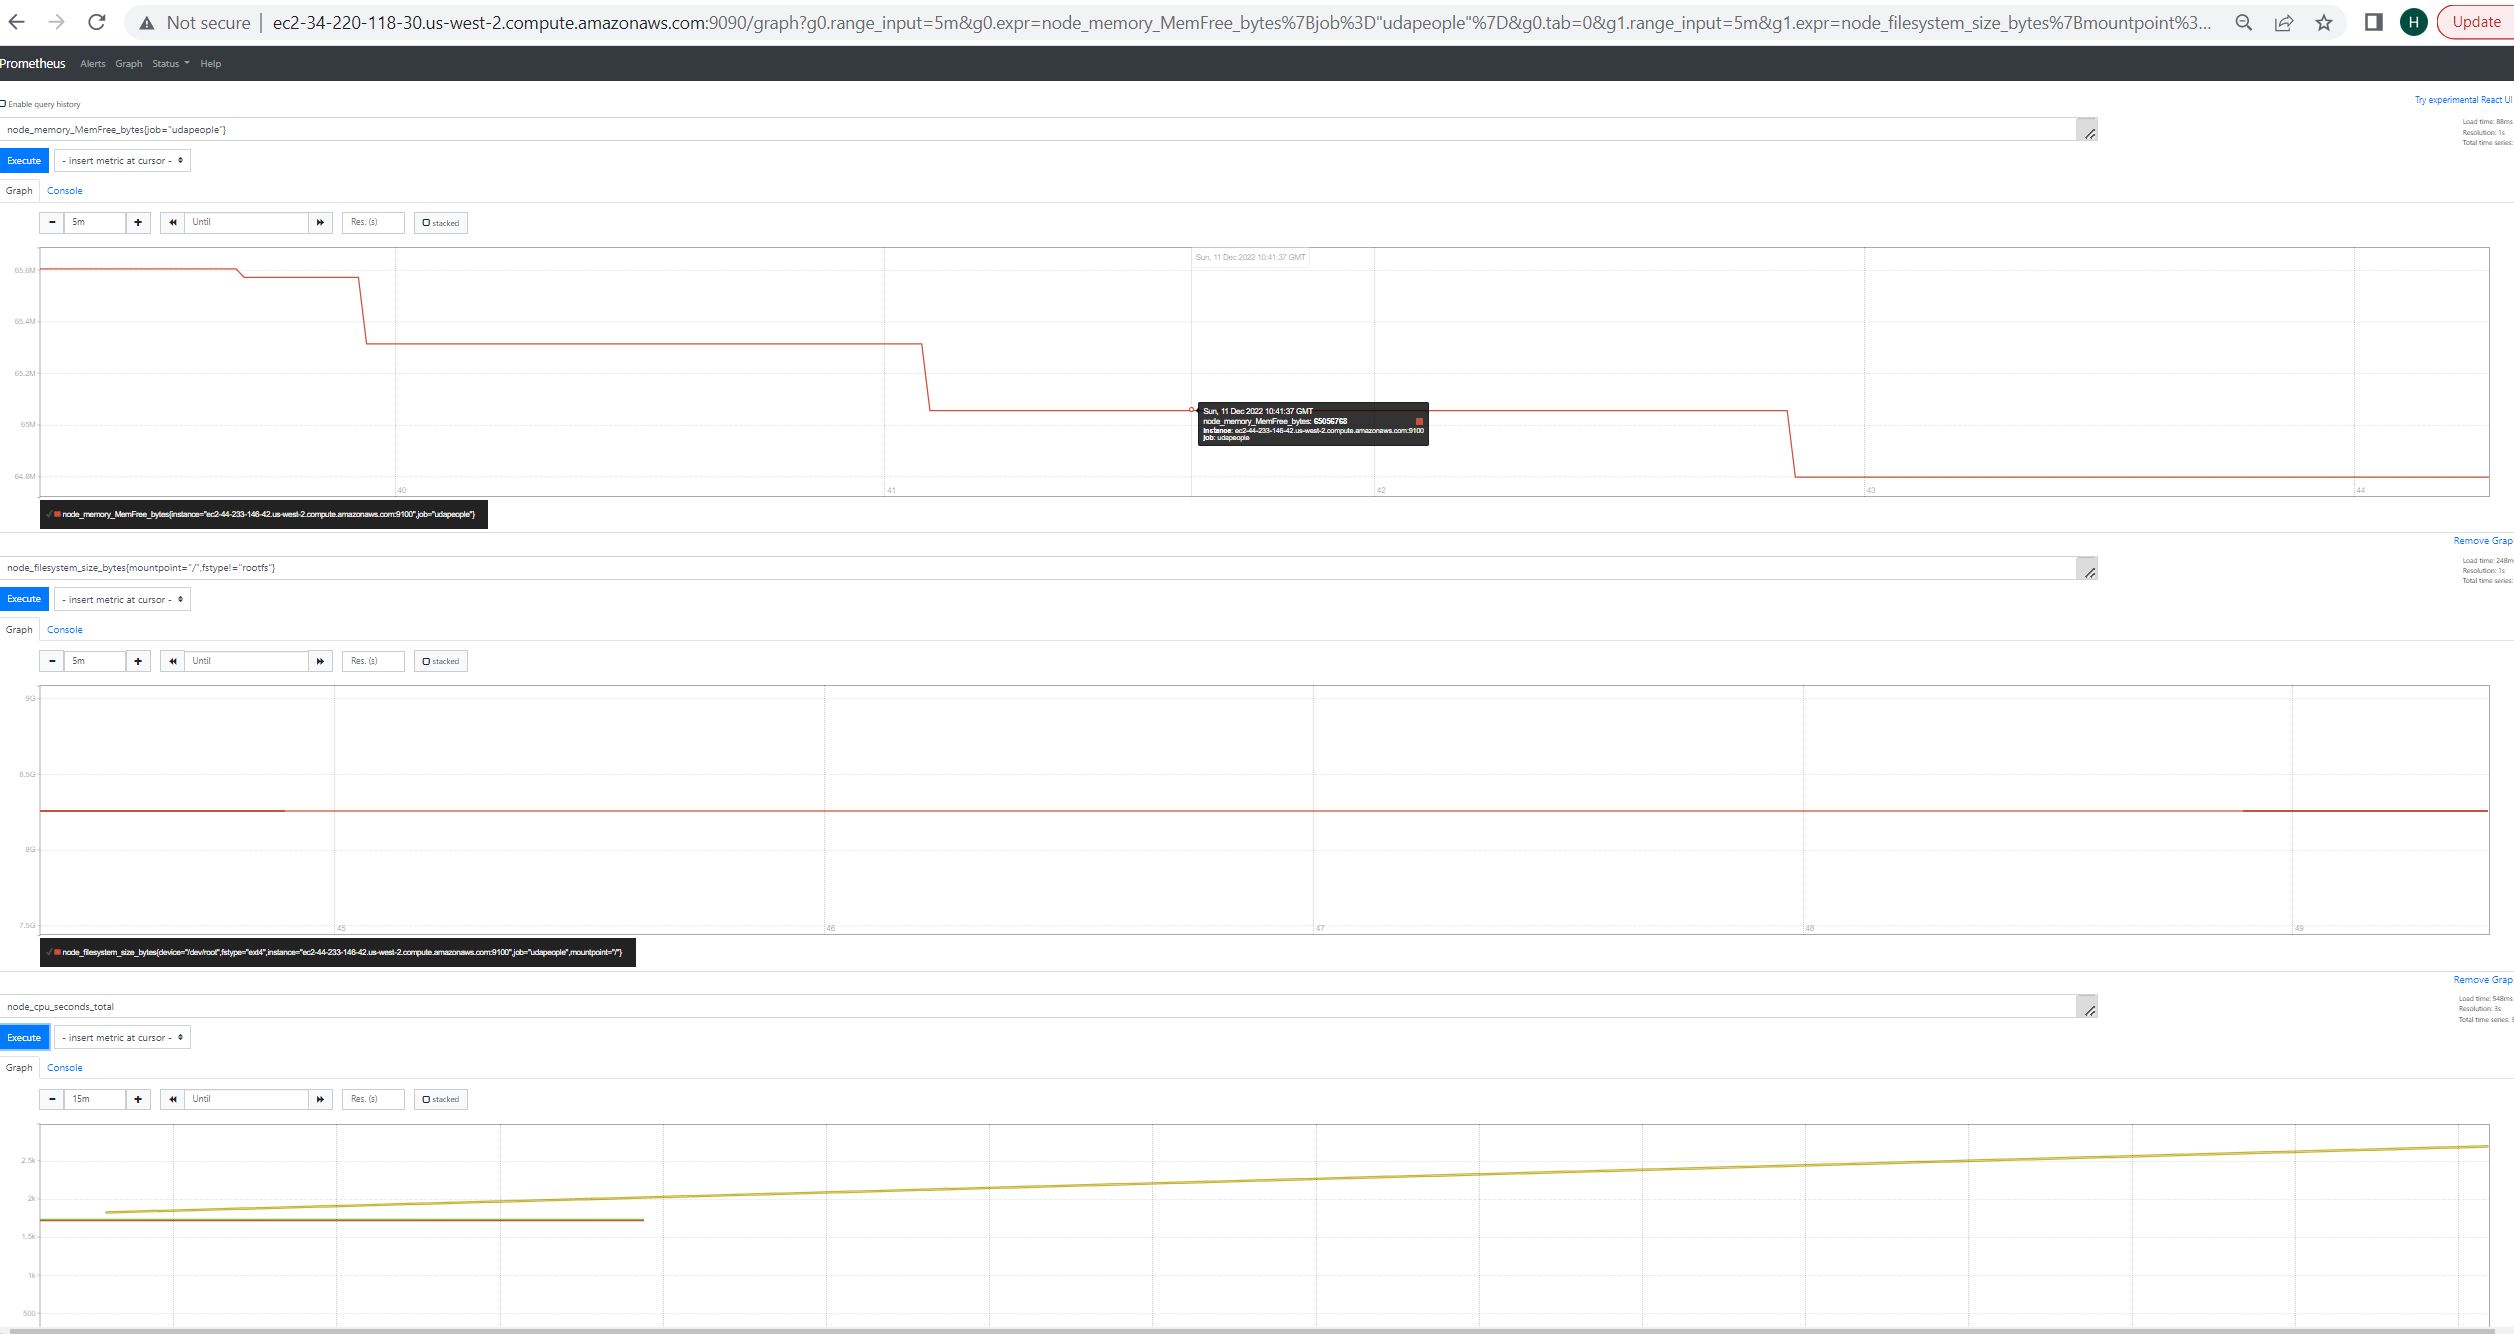 Not secure | ec2-34-220-118-30.us-west-2.compute.amazonaws.com:9090/graph?g0.range_input=5m&g0.expr=node_memory_MemFree_bytes%7Bjob%3D"udapeople"%7D&g0.tab=0&g1.range_input=5m&g1.expr=node_filesystem_size_bytes%7Bmountpoint%3... H Update
Prometheus Alerts Graph Status Help
Enable query history
Try experimental React UI
node_memory_MemFree_bytes{job="udapeople"}
Load time: 88ms
Resolution: 1s
Total time series:
Execute - insert metric at cursor -
Graph Console
- 5m + Until Res. (s) stacked
Sun, 11 Dec 2022 10:41:37 GMT
65.6M
65.4M
65.2M
65M
64.8M
Sun, 11 Dec 2022 10:41:37 GMT
node_memory_MemFree_bytes: 65056768
instance: ec2-44-233-146-42.us-west-2.compute.amazonaws.com:9100
job: udapeople
40 41 42 43 44
node_memory_MemFree_bytes{instance="ec2-44-233-146-42.us-west-2.compute.amazonaws.com:9100",job="udapeople"}
Remove Grap
node_filesystem_size_bytes{mountpoint="/",fstype!="rootfs"}
Load time: 248m
Resolution: 1s
Total time series:
Execute - insert metric at cursor -
Graph Console
- 5m + Until Res. (s) stacked
9G
8.5G
8G
7.5G
45 46 47 48 49
node_filesystem_size_bytes{device="/dev/root",fstype="ext4",instance="ec2-44-233-146-42.us-west-2.compute.amazonaws.com:9100",job="udapeople",mountpoint="/"}
Remove Grap
node_cpu_seconds_total
Load time: 548ms
Resolution: 3s
Total time series: 3
Execute - insert metric at cursor -
Graph Console
- 15m + Until Res. (s) stacked
2.5k
2k
1.5k
1k
500